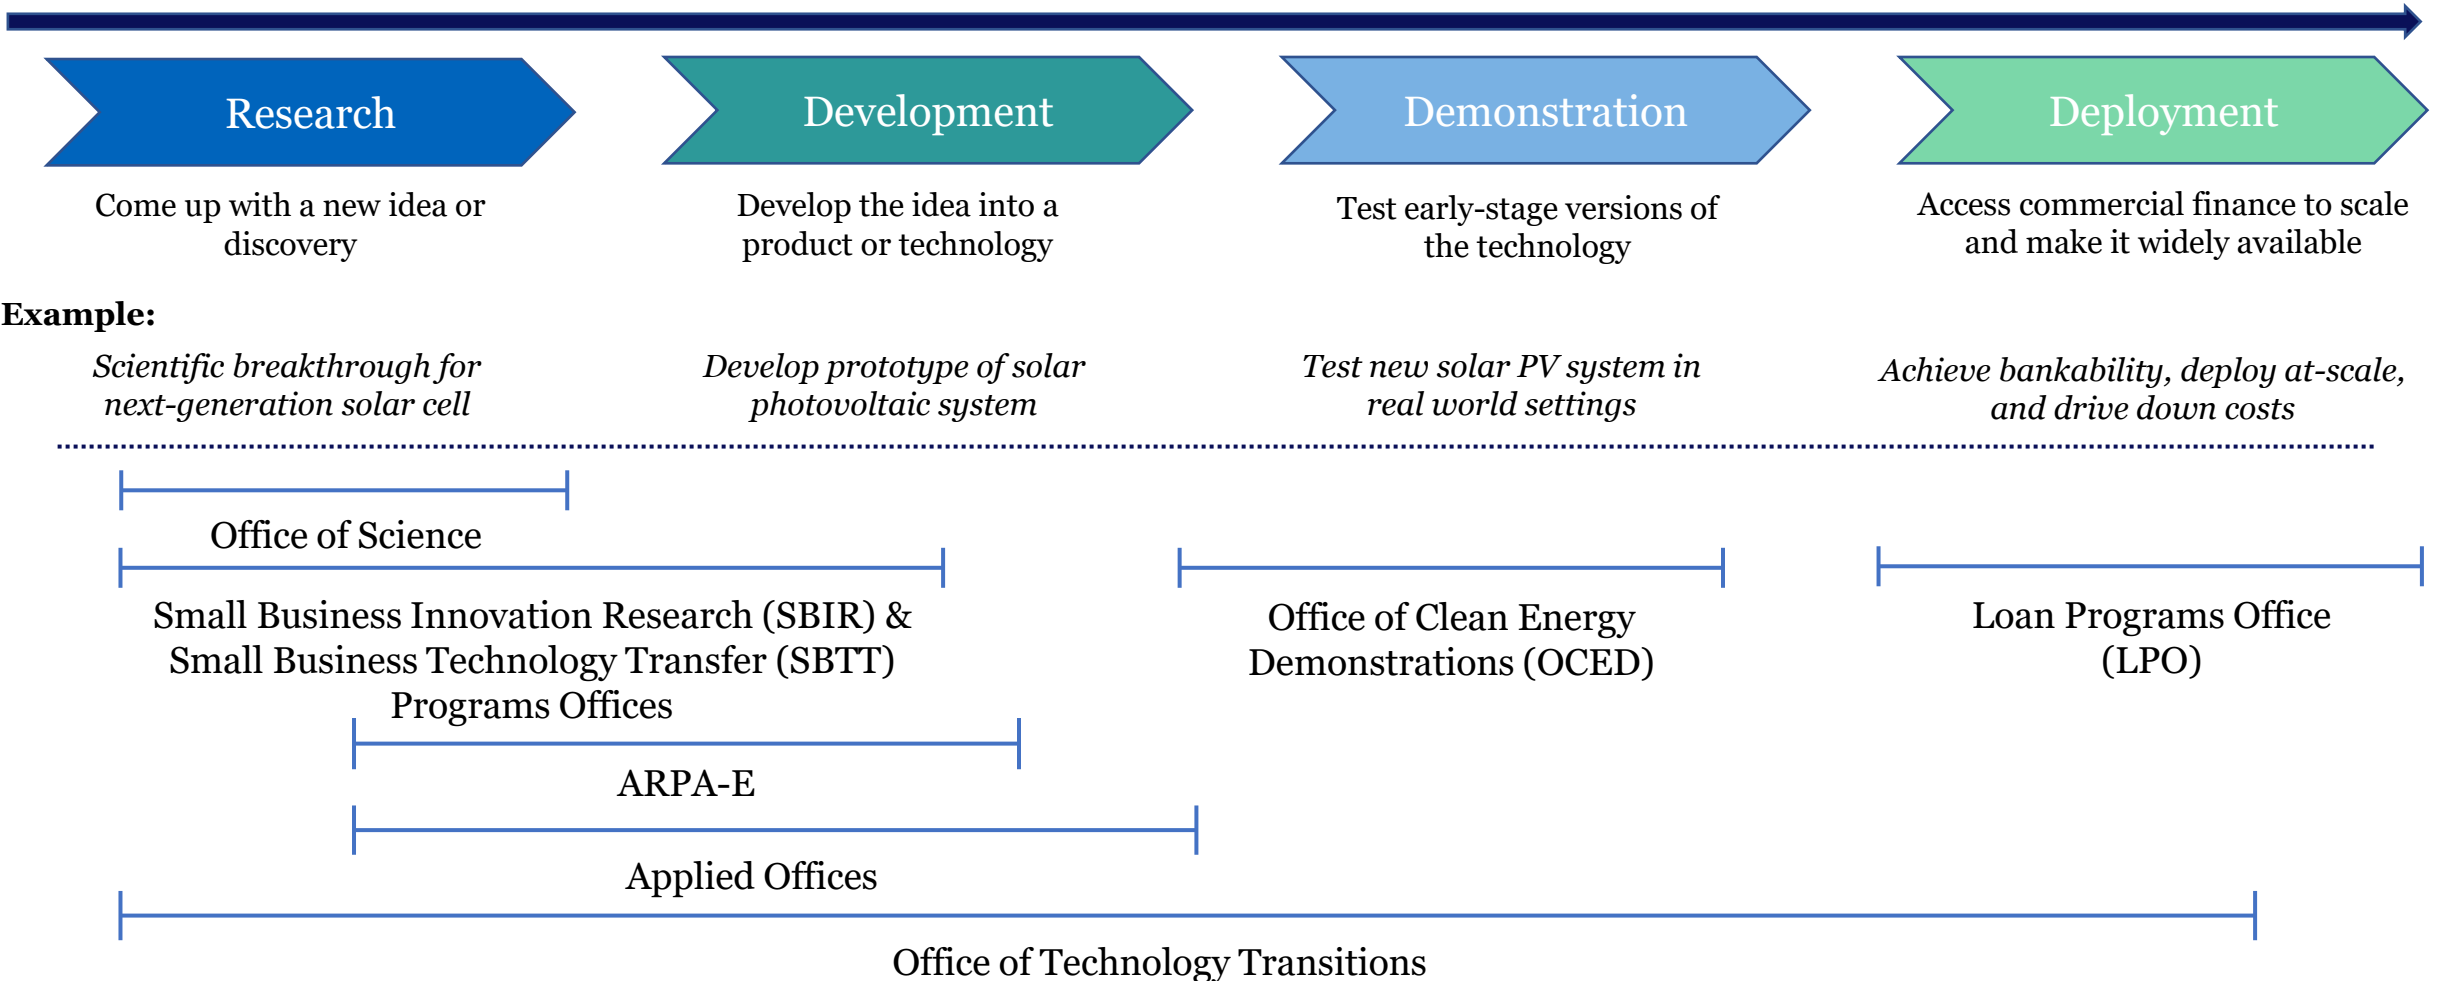 Research
Development
Demonstration
Deployment
Come up with a new idea or
discovery
Develop the idea into a
product or technology
Test early-stage versions of
the technology
Access commercial finance to scale
and make it widely available
Example:
Scientific breakthrough for
next-generation solar cell
Develop prototype of solar
photovoltaic system
Test new solar PV system in
real world settings
Achieve bankability, deploy at-scale,
and drive down costs
Office of Science
Small Business Innovation Research (SBIR) &
Small Business Technology Transfer (SBTT)
Programs Offices
Office of Clean Energy
Demonstrations (OCED)
Loan Programs Office
(LPO)
ARPA-E
Applied Offices
Office of Technology Transitions